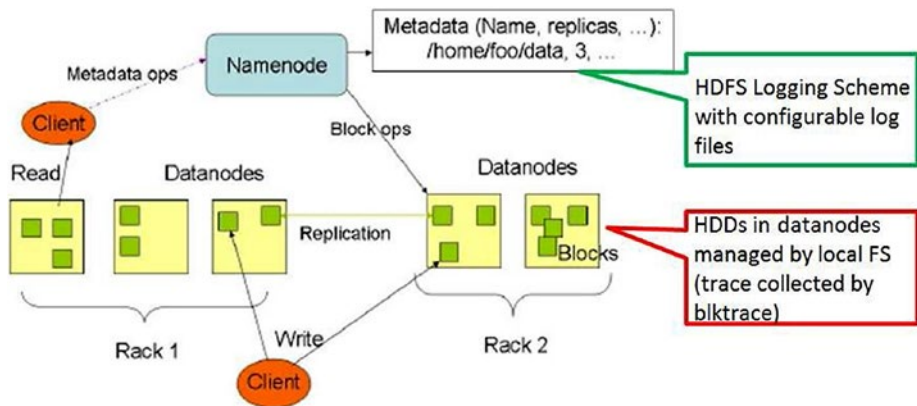 Metadata (Name, replicas, …):
/home/foo/data, 3, …
Namenode
Metadata ops
HDFS Logging Scheme
with configurable log
files
Client
Block ops
Read
Datanodes
Datanodes
Replication
Blocks
HDDs in datanodes
managed by local FS
(trace collected by
blktrace)
Rack 1
Write
Rack 2
Client